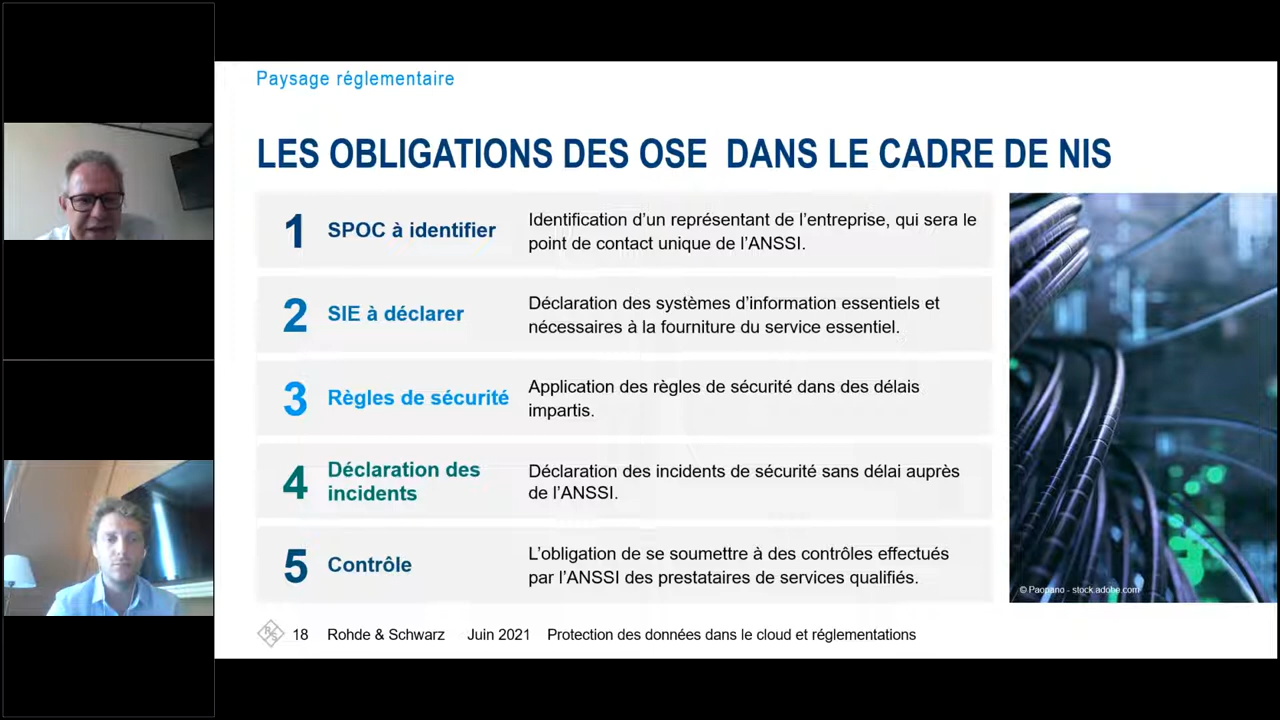 Paysage réglementaire
LES OBLIGATIONS DES OSE DANS LE CADRE DE NIS
1 SPOC à identifier
Identification d’un représentant de l’entreprise, qui sera le
point de contact unique de l’ANSSI.
2 SIE à déclarer
Déclaration des systèmes d’information essentiels et
nécessaires à la fourniture du service essentiel.
3 Règles de sécurité
Application des règles de sécurité dans des délais
impartis.
4 Déclaration des
incidents
Déclaration des incidents de sécurité sans délai auprès
de l’ANSSI.
5 Contrôle
L’obligation de se soumettre à des contrôles effectués
par l’ANSSI des prestataires de services qualifiés.
© Paopano - stock.adobe.com
R&S 18 Rohde & Schwarz Juin 2021 Protection des données dans le cloud et réglementations